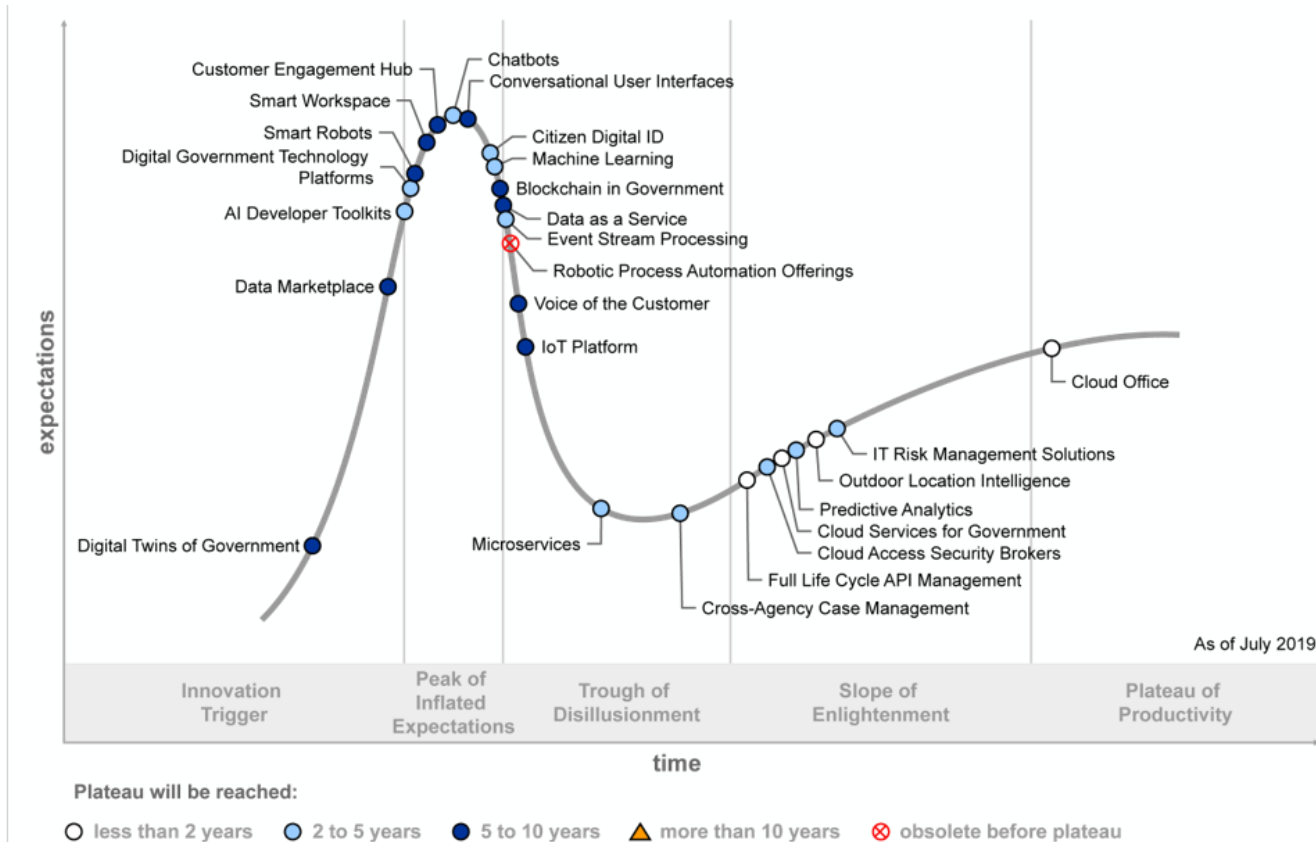 Chatbots
Customer Engagement Hub
Conversational User Interfaces
Smart Workspace
Smart Robots
Citizen Digital ID
Digital Government Technology
Platforms
Machine Learning
Blockchain in Government
AI Developer Toolkits
Data as a Service
Event Stream Processing
Robotic Process Automation Offerings
Data Marketplace
Voice of the Customer
IoT Platform
Cloud Office
IT Risk Management Solutions
Outdoor Location Intelligence
Predictive Analytics
Cloud Services for Government
Cloud Access Security Brokers
Full Life Cycle API Management
Cross-Agency Case Management
Microservices
Digital Twins of Government
expectations
As of July 2019
Innovation
Trigger
Peak of
Inflated
Expectations
Trough of
Disillusionment
Slope of
Enlightenment
Plateau of
Productivity
time
Plateau will be reached:
less than 2 years
2 to 5 years
5 to 10 years
more than 10 years
obsolete before plateau